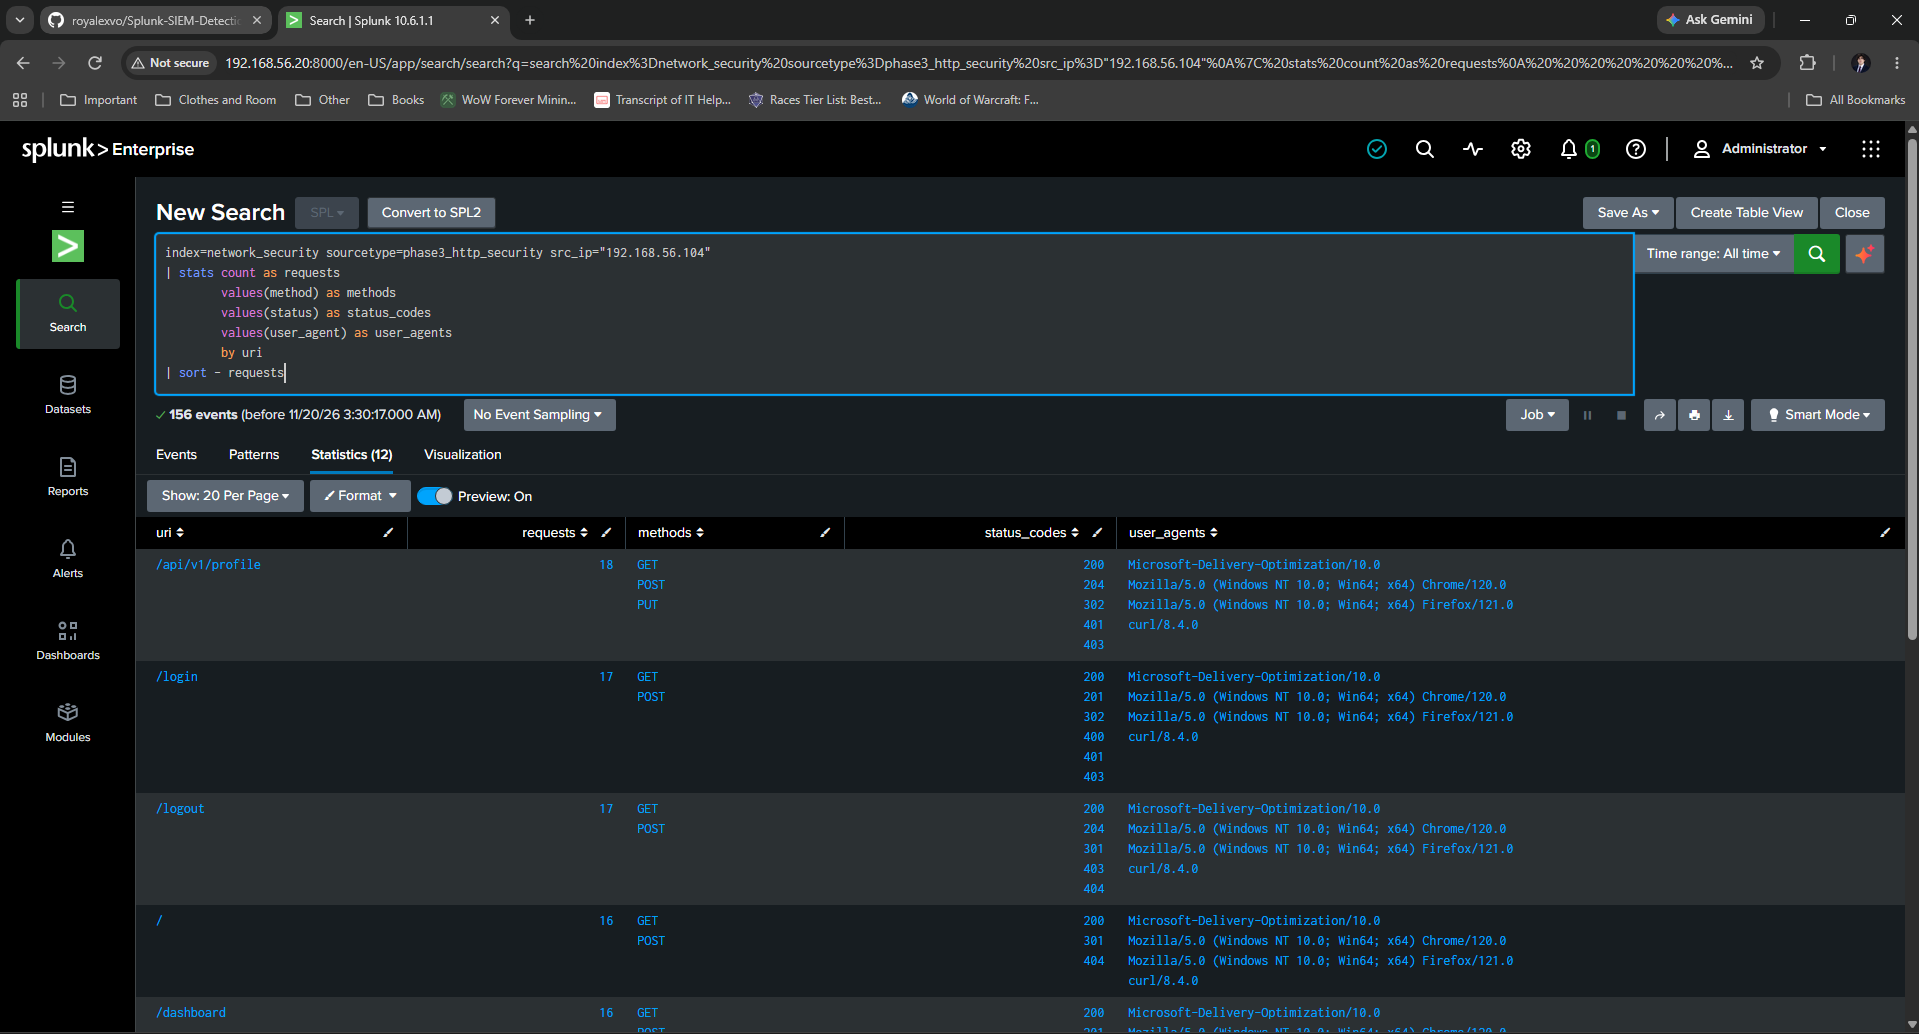 royalexvo/Splunk-SIEM-Detecti
Search | Splunk 10.6.1.1
Ask Gemini
Not secure
192.168.56.20:8000/en-US/app/search/search?q=search%20index%3Dnetwork_security%20sourcetype%3Dphase3_http_security%20src_ip%3D"192.168.56.104"%0A%7C%20stats%20count%20as%20requests%0A%20%20%20%20%20%20%20%...
Important
Clothes and Room
Other
Books
WoW Forever Minin...
Transcript of IT Help...
Races Tier List: Best...
World of Warcraft: F...
All Bookmarks
splunk>Enterprise
1
Administrator
New Search
SPL
Convert to SPL2
Save As
Create Table View
Close
index=network_security sourcetype=phase3_http_security src_ip="192.168.56.104"
| stats count as requests
values(method) as methods
values(status) as status_codes
values(user_agent) as user_agents
by uri
| sort - requests
Time range: All time
Search
Datasets
Reports
Alerts
Dashboards
Modules
156 events (before 11/20/26 3:30:17.000 AM)
No Event Sampling
Job
Smart Mode
Events
Patterns
Statistics (12)
Visualization
Show: 20 Per Page
Format
Preview: On
uri
requests
methods
status_codes
user_agents
/api/v1/profile 18 GET 200 Microsoft-Delivery-Optimization/10.0
POST 204 Mozilla/5.0 (Windows NT 10.0; Win64; x64) Chrome/120.0
PUT 302 Mozilla/5.0 (Windows NT 10.0; Win64; x64) Firefox/121.0
401 curl/8.4.0
403
/login 17 GET 200 Microsoft-Delivery-Optimization/10.0
POST 201 Mozilla/5.0 (Windows NT 10.0; Win64; x64) Chrome/120.0
302 Mozilla/5.0 (Windows NT 10.0; Win64; x64) Firefox/121.0
400 curl/8.4.0
401
403
/logout 17 GET 200 Microsoft-Delivery-Optimization/10.0
POST 204 Mozilla/5.0 (Windows NT 10.0; Win64; x64) Chrome/120.0
301 Mozilla/5.0 (Windows NT 10.0; Win64; x64) Firefox/121.0
403 curl/8.4.0
404
/ 16 GET 200 Microsoft-Delivery-Optimization/10.0
POST 301 Mozilla/5.0 (Windows NT 10.0; Win64; x64) Chrome/120.0
404 Mozilla/5.0 (Windows NT 10.0; Win64; x64) Firefox/121.0
curl/8.4.0
/dashboard 16 GET 200 Microsoft-Delivery-Optimization/10.0
POST 201 Mozilla/5.0 (Windows NT 10.0; Win64; x64) Chrome/120.0